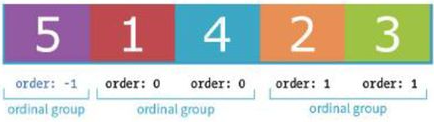 5 1 4 2 3
order: -1 order: 0 order: 0 order: 1 order: 1
ordinal group ordinal group ordinal group